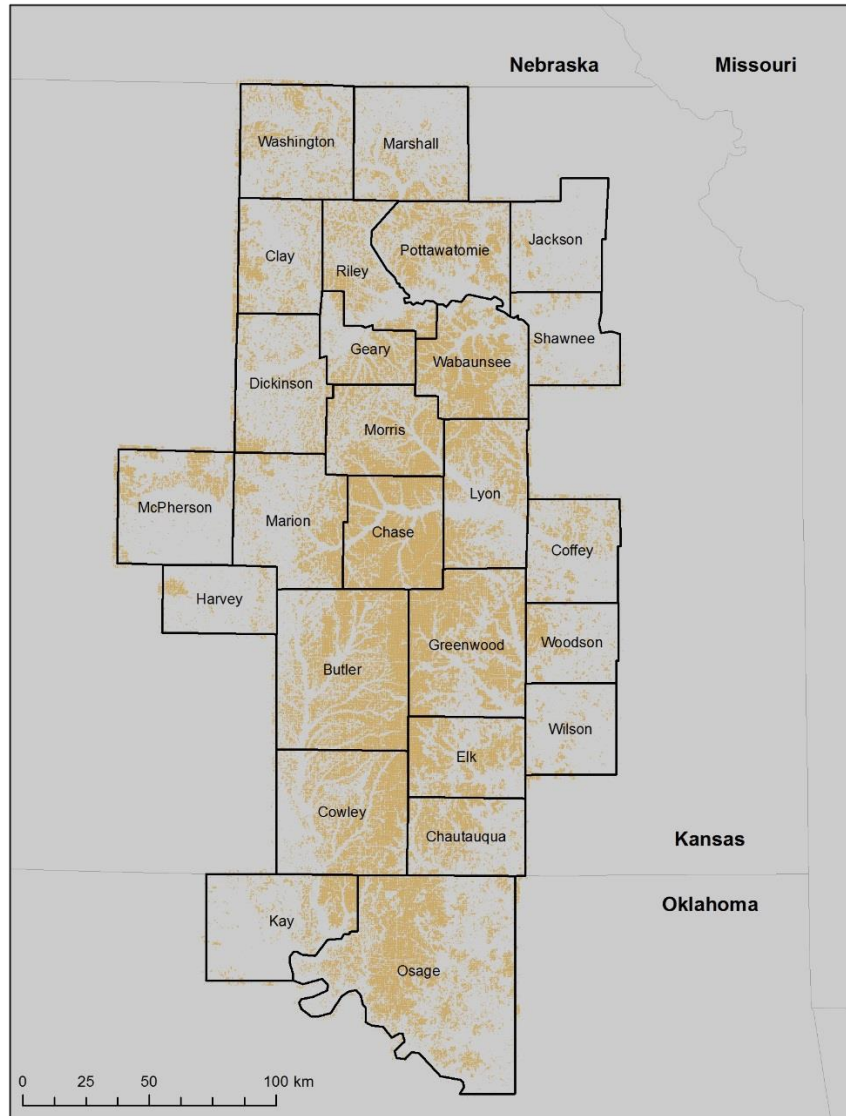 Nebraska
Missouri
Washington
Marshall
Clay
Riley
Pottawatomie
Jackson
Geary
Wabaunsee
Shawnee
Dickinson
Morris
McPherson
Marion
Chase
Lyon
Coffey
Harvey
Butler
Greenwood
Woodson
Elk
Wilson
Cowley
Chautauqua
Kansas
Oklahoma
Kay
Osage
0 25 50 100 km